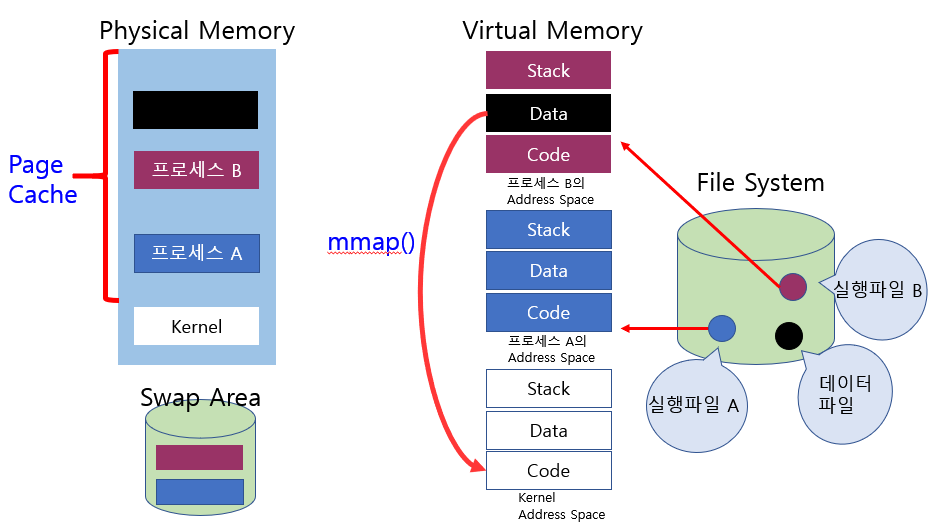 Physical Memory
Virtual Memory
Stack
Data
Code
프로세스 B의
Address Space
Page
Cache
프로세스 B
프로세스 A
Kernel
mmap()
Stack
Data
Code
프로세스 A의
Address Space
Stack
Data
Code
Kernel
Address Space
File System
실행파일 B
실행파일 A
데이터
파일
Swap Area